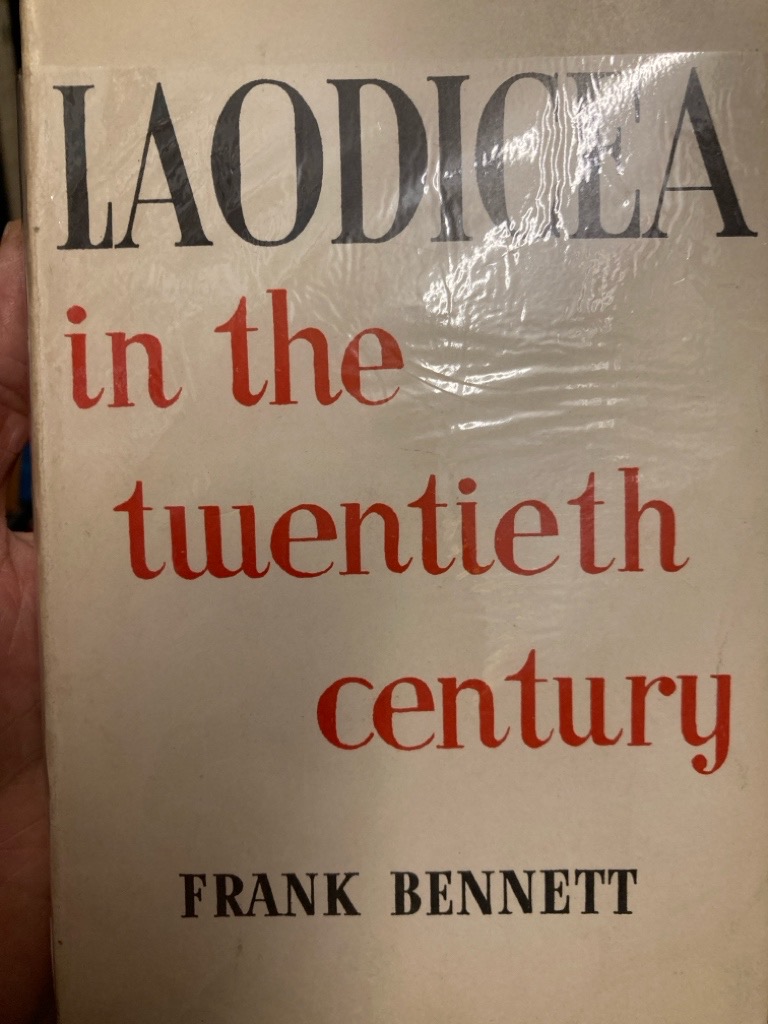 LAODICEA
in the
twentieth
century
FRANK BENNETT